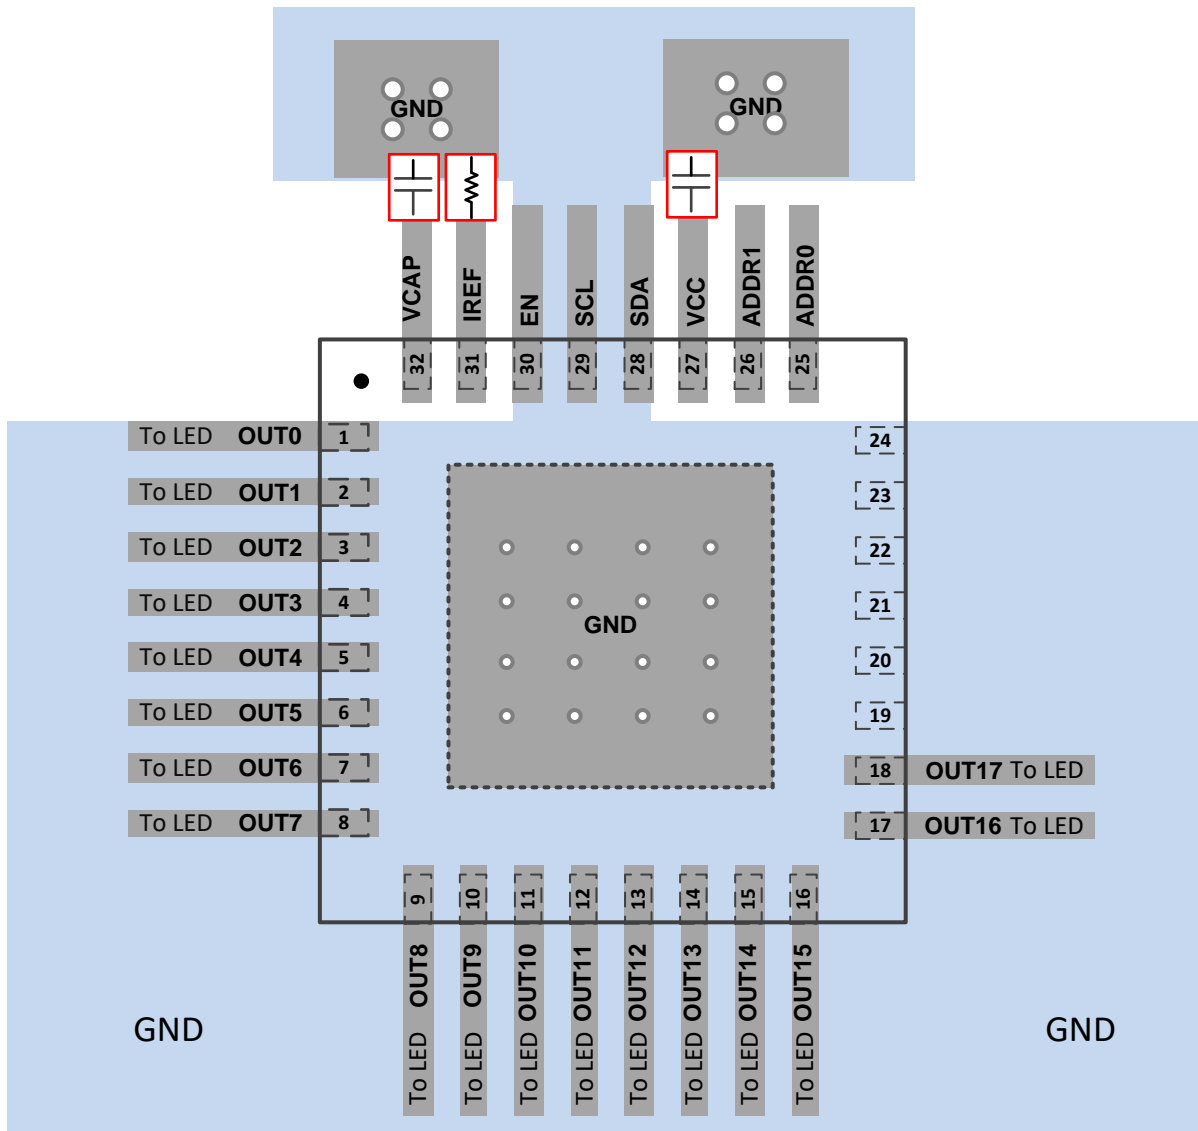 GND
GND
VCAP
IREF
EN
SCL
SDA
VCC
ADDR1
ADDR0
32
31
30
29
28
27
26
25
To LED OUT0 1
To LED OUT1 2
To LED OUT2 3
To LED OUT3 4
To LED OUT4 5
To LED OUT5 6
To LED OUT6 7
To LED OUT7 8
GND
24
23
22
21
20
19
18 OUT17 To LED
17 OUT16 To LED
9
10
11
12
13
14
15
16
To LED OUT8
To LED OUT9
To LED OUT10
To LED OUT11
To LED OUT12
To LED OUT13
To LED OUT14
To LED OUT15
GND
GND